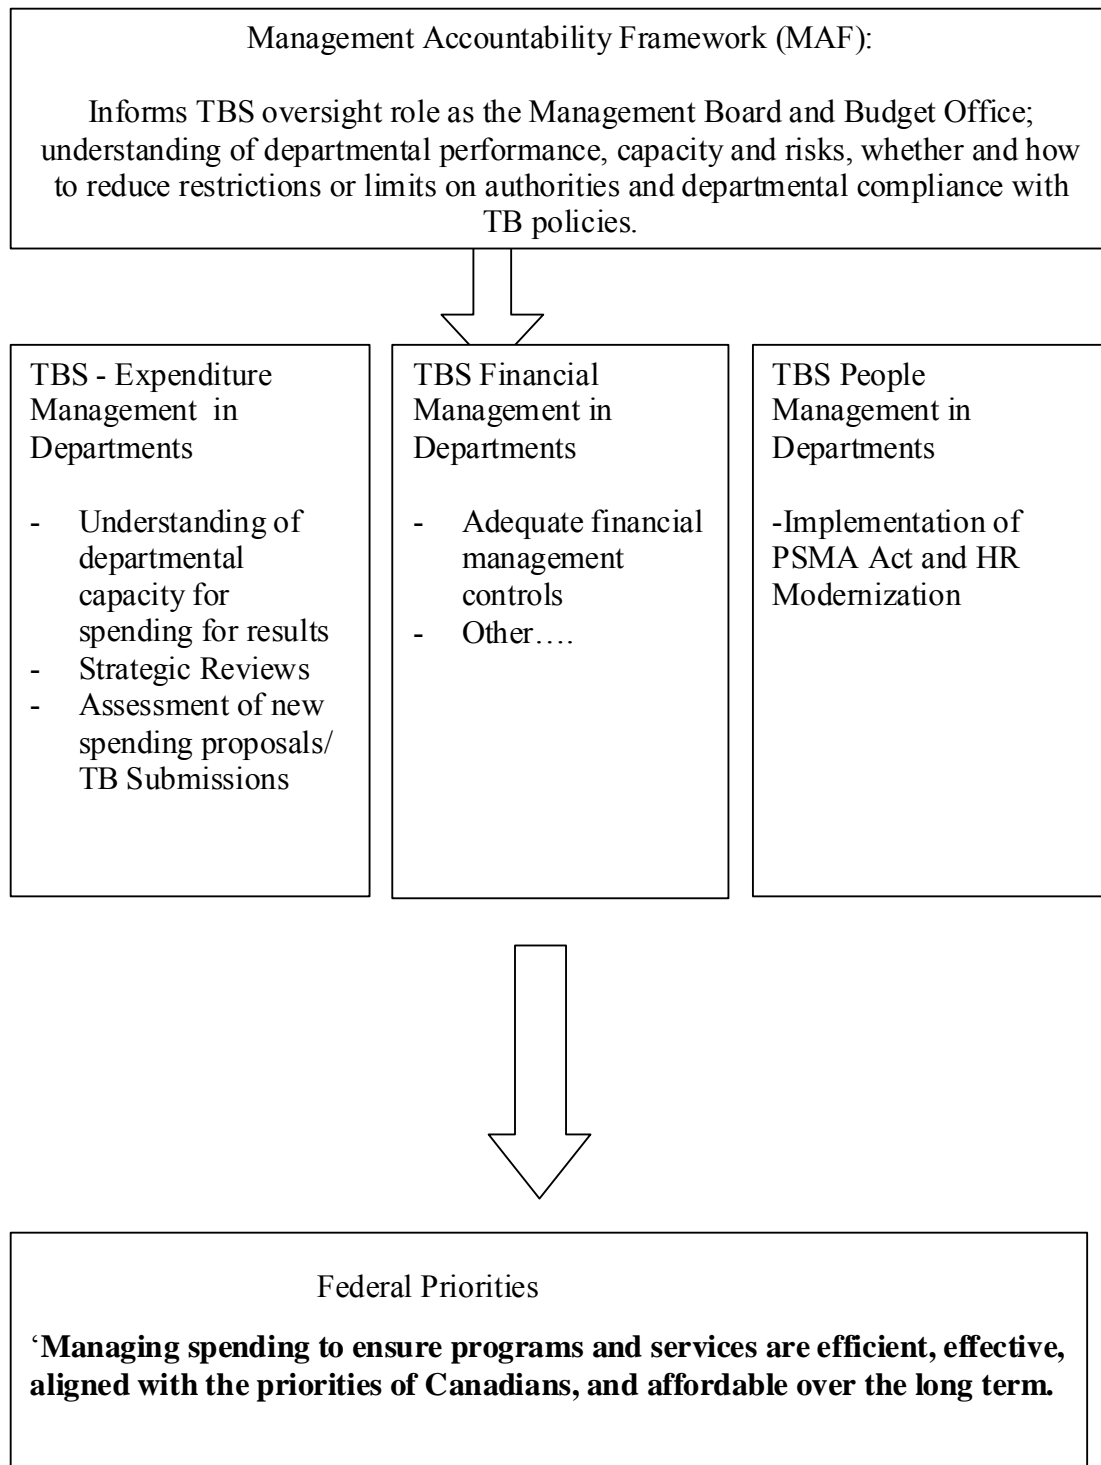 Management Accountability Framework (MAF):
Informs TBS oversight role as the Management Board and Budget Office;
understanding of departmental performance, capacity and risks, whether and how
to reduce restrictions or limits on authorities and departmental compliance with
TB policies.
TBS - Expenditure
Management  in
Departments
- Understanding of
departmental
capacity for
spending for results
- Strategic Reviews
- Assessment of new
spending proposals/
TB Submissions
TBS Financial
Management in
Departments
- Adequate financial
management
controls
- Other….
TBS People
Management in
Departments
-Implementation of
PSMA Act and HR
Modernization
Federal Priorities
‘Managing spending to ensure programs and services are efficient, effective,
aligned with the priorities of Canadians, and affordable over the long term.